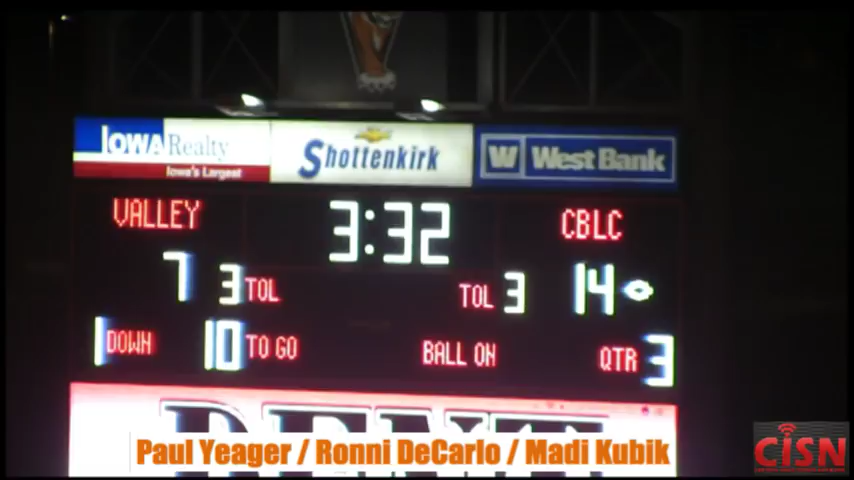 IOWA Realty
Iowa's Largest
Shottenkirk
W West Bank
VALLEY 3:32 CBLC
7 3 TOL TOL 3 14
1 DOWN 10 TO GO BALL ON QTR 3
Paul Yeager / Ronni DeCarlo / Madi Kubik
CISN